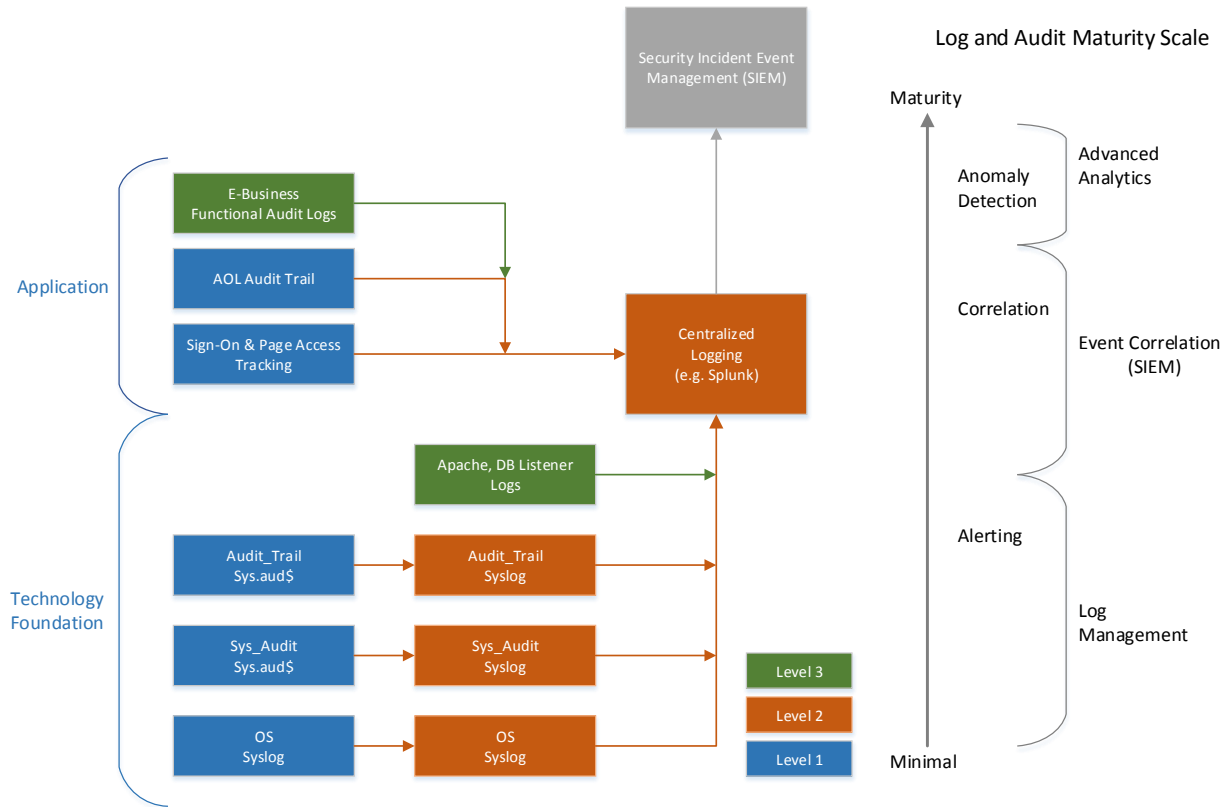 Log and Audit Maturity Scale
Security Incident Event
Management (SIEM)
Maturity
Advanced
Analytics
Anomaly
Detection
E-Business
Functional Audit Logs
AOL Audit Trail
Application
Sign-On & Page Access
Tracking
Centralized
Logging
(e.g. Splunk)
Correlation
Event Correlation
(SIEM)
Apache, DB Listener
Logs
Alerting
Audit_Trail
Sys.aud$
Audit_Trail
Syslog
Technology
Foundation
Sys_Audit
Sys.aud$
Sys_Audit
Syslog
Log
Management
OS
Syslog
OS
Syslog
Level 3
Level 2
Level 1
Minimal